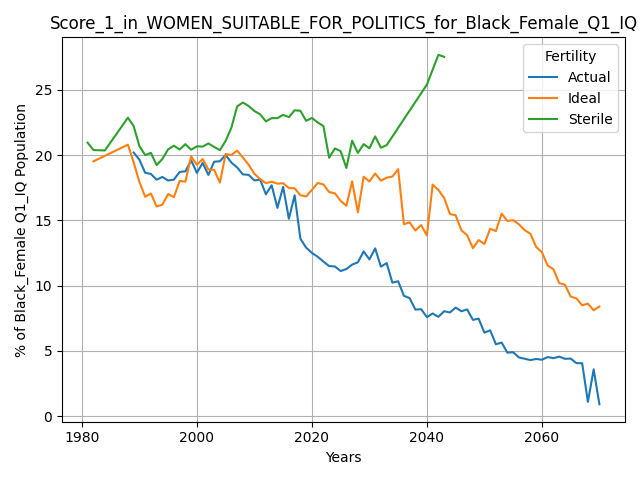 Score_1_in_WOMEN_SUITABLE_FOR_POLITICS_for_Black_Female_Q1_IQ
Fertility
Actual
Ideal
Sterile
% of Black_Female Q1_IQ Population
25
20
15
10
5
0
1980
2000
2020
2040
2060
Years